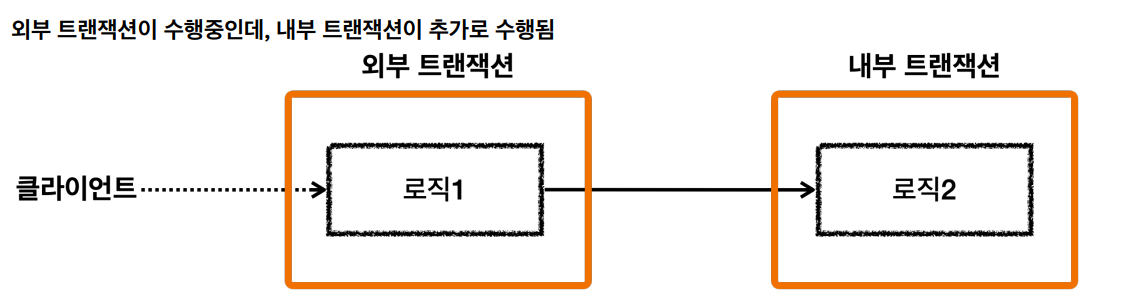 외부 트랜잭션이 수행중인데, 내부 트랜잭션이 추가로 수행됨
외부 트랜잭션
내부 트랜잭션
클라이언트
로직1
로직2